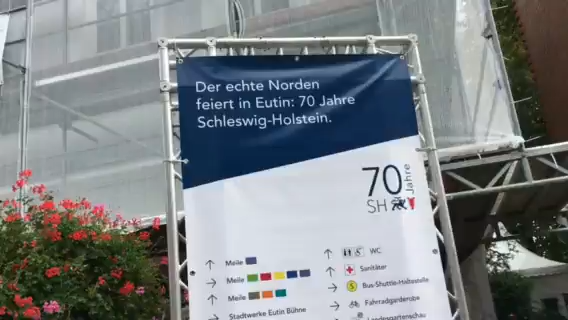 Der echte Norden
feiert in Eutin: 70 Jahre
Schleswig-Holstein.
70 Jahre
SH
Meile
Meile
Meile
Stadtwerke Eutin Bühne
WC
Sanitäter
S Bus-Shuttle-Haltestelle
Fahrradgarderobe
Landesgartenschau